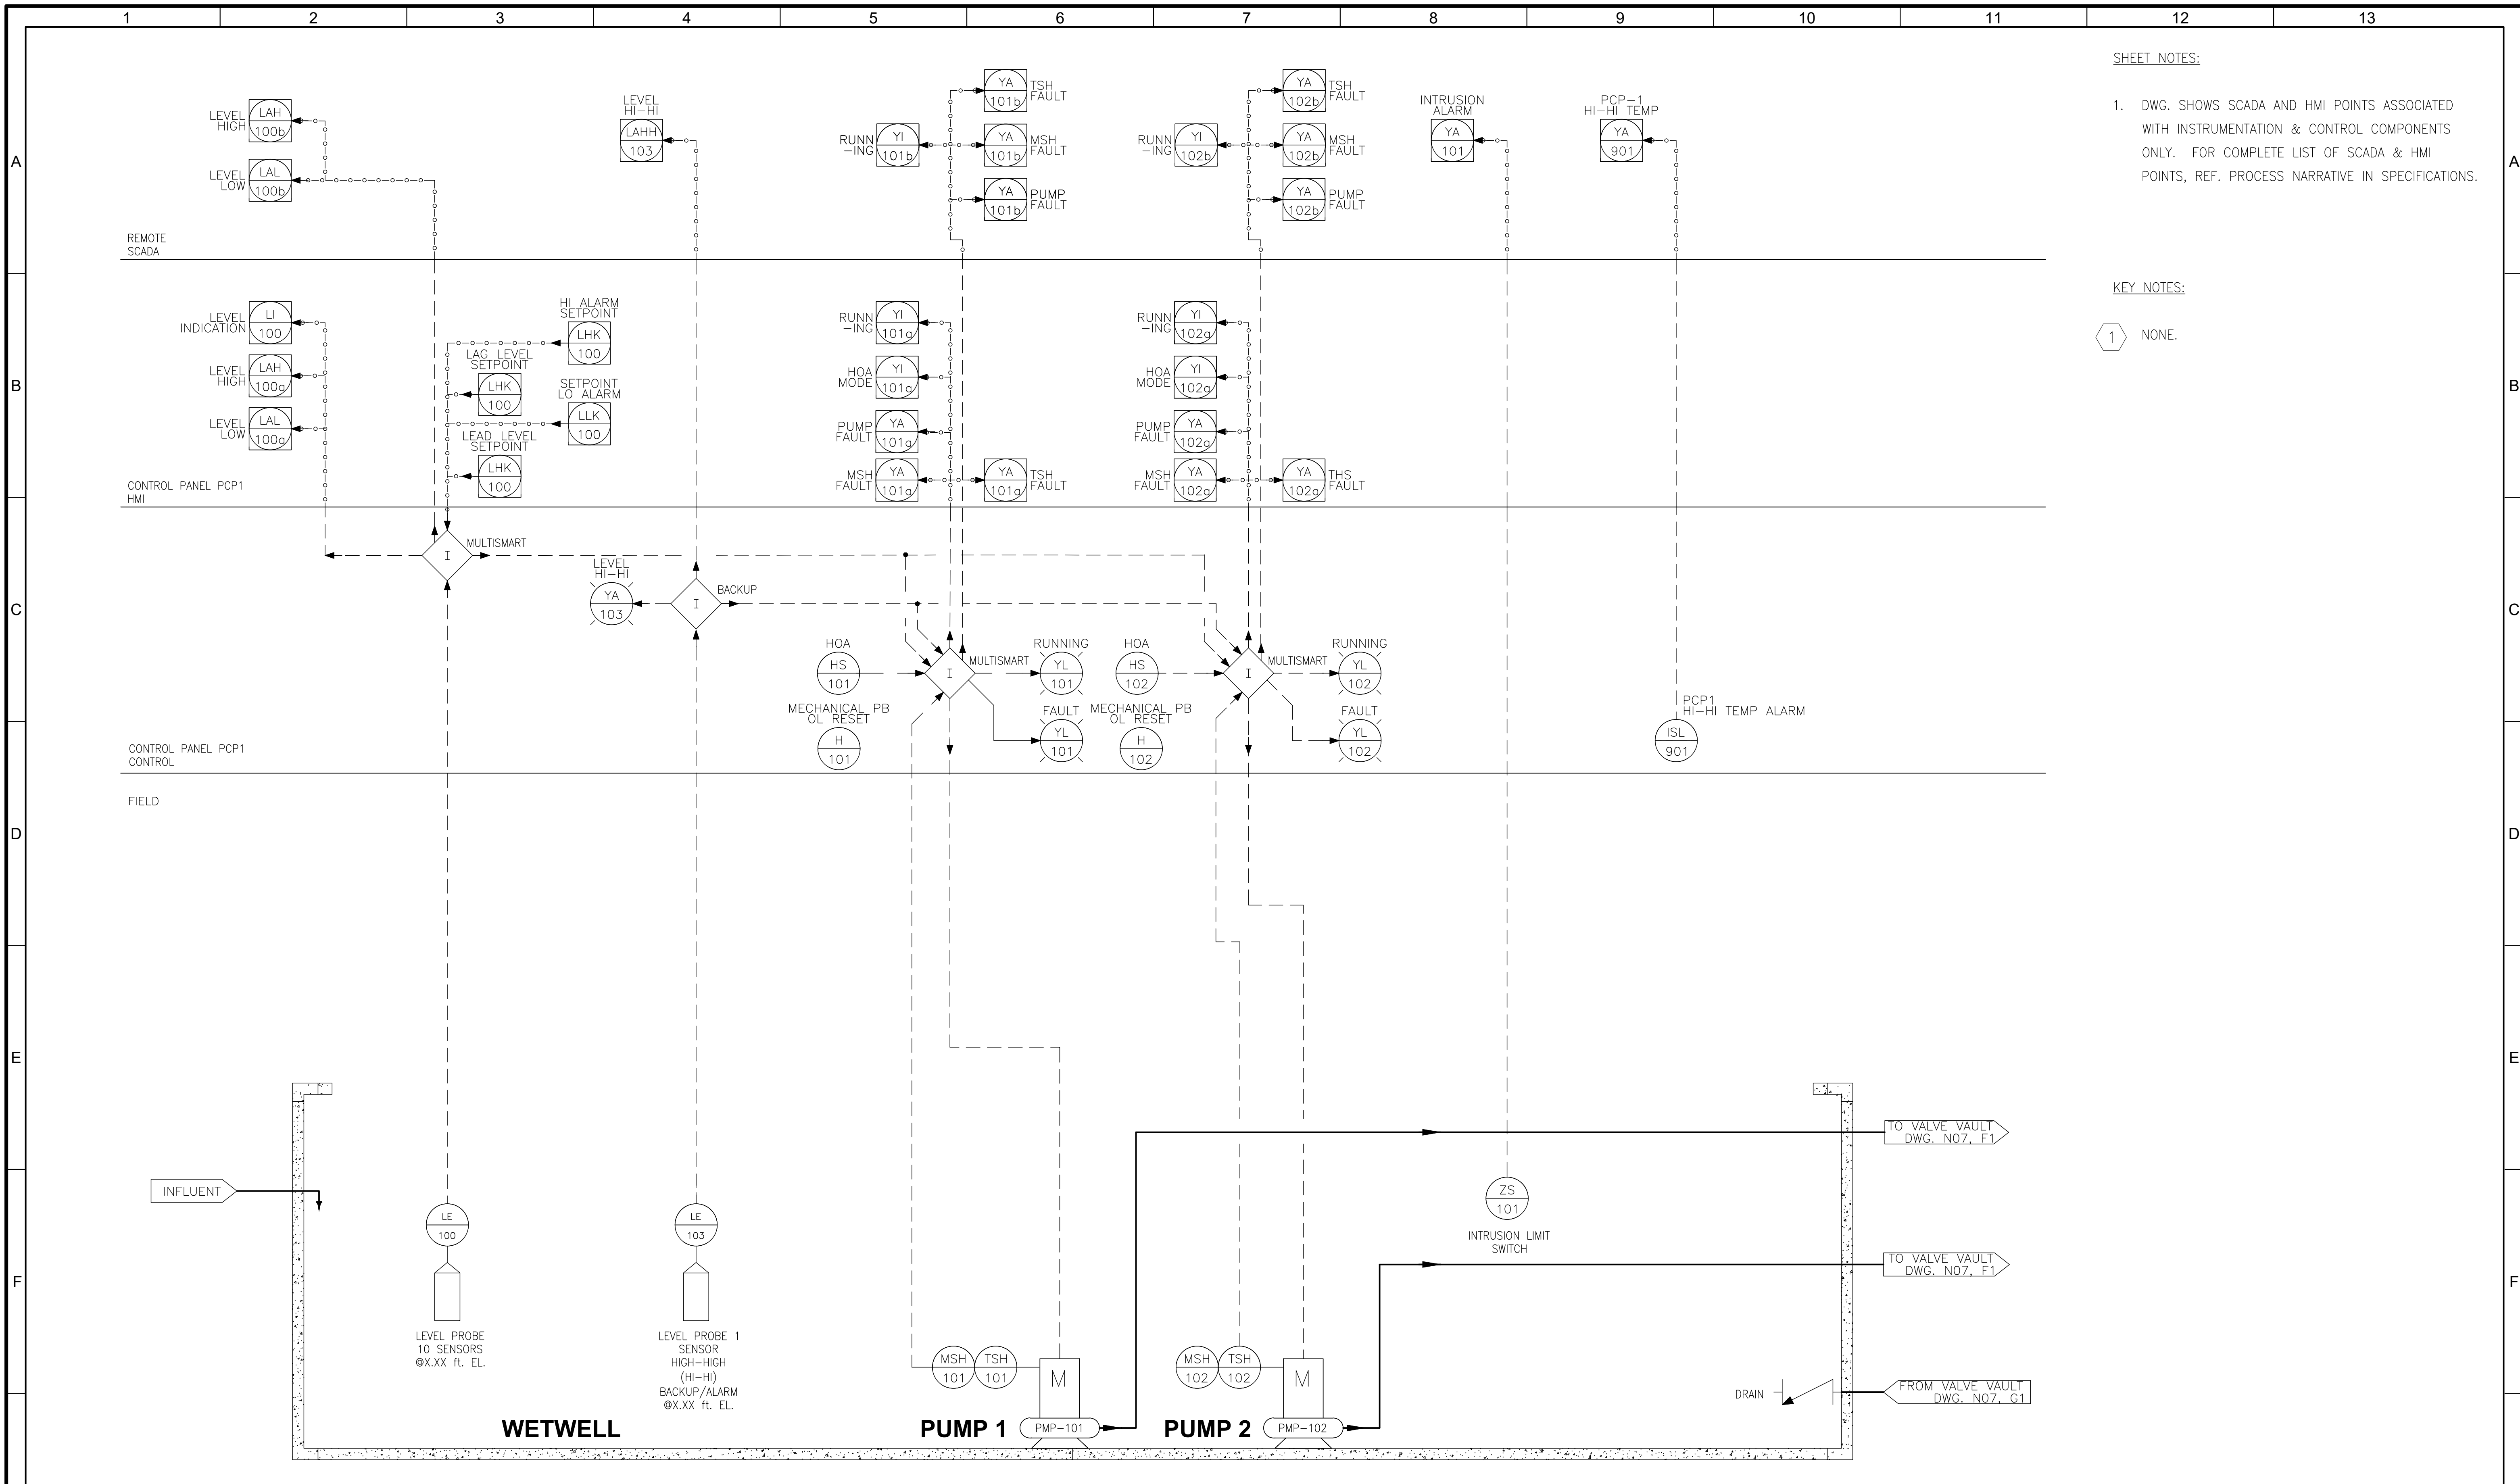 1 2 3 4 5 6 7 8 9 10 11 12 13
A
B
C
D
E
F
A
B
C
D
E
F
SHEET NOTES:
1. DWG. SHOWS SCADA AND HMI POINTS ASSOCIATED
WITH INSTRUMENTATION & CONTROL COMPONENTS
ONLY. FOR COMPLETE LIST OF SCADA & HMI
POINTS, REF. PROCESS NARRATIVE IN SPECIFICATIONS.
KEY NOTES:
1 NONE.
LEVEL
HIGH
LAH
100b
LEVEL
LOW
LAL
100b
LEVEL
HI-HI
LAHH
103
RUNN
-ING
YI
101b
YA
101b
TSH
FAULT
YA
101b
MSH
FAULT
YA
101b
PUMP
FAULT
RUNN
-ING
YI
102b
YA
102b
TSH
FAULT
YA
102b
MSH
FAULT
YA
102b
PUMP
FAULT
INTRUSION
ALARM
YA
101
PCP-1
HI-HI TEMP
YA
901
REMOTE
SCADA
LEVEL
INDICATION
LI
100
LEVEL
HIGH
LAH
100a
LEVEL
LOW
LAL
100a
HI ALARM
SETPOINT
LHK
100
LAG LEVEL
SETPOINT
LHK
100
SETPOINT
LO ALARM
LLK
100
LEAD LEVEL
SETPOINT
LHK
100
RUNN
-ING
YI
101a
HOA
MODE
YI
101a
PUMP
FAULT
YA
101a
MSH
FAULT
YA
101a
YA
101a
TSH
FAULT
RUNN
-ING
YI
102a
HOA
MODE
YI
102a
PUMP
FAULT
YA
102a
MSH
FAULT
YA
102a
YA
102a
THS
FAULT
CONTROL PANEL PCP1
HMI
I
MULTISMART
LEVEL
HI-HI
YA
103
I
BACKUP
HOA
HS
101
I
MULTISMART
RUNNING
YL
101
MECHANICAL PB
OL RESET
H
101
FAULT
YL
101
HOA
HS
102
I
MULTISMART
RUNNING
YL
102
MECHANICAL PB
OL RESET
H
102
FAULT
YL
102
PCP1
HI-HI TEMP ALARM
ISL
901
CONTROL PANEL PCP1
CONTROL
FIELD
TO VALVE VAULT
DWG. N07, F1
INFLUENT
LE
100
LE
103
ZS
101
INTRUSION LIMIT
SWITCH
TO VALVE VAULT
DWG. N07, F1
LEVEL PROBE
10 SENSORS
@X.XX ft. EL.
LEVEL PROBE 1
SENSOR
HIGH-HIGH
(HI-HI)
BACKUP/ALARM
@X.XX ft. EL.
MSH
101
TSH
101
M
MSH
102
TSH
102
M
DRAIN
FROM VALVE VAULT
DWG. N07, G1
WETWELL
PUMP 1
PMP-101
PUMP 2
PMP-102